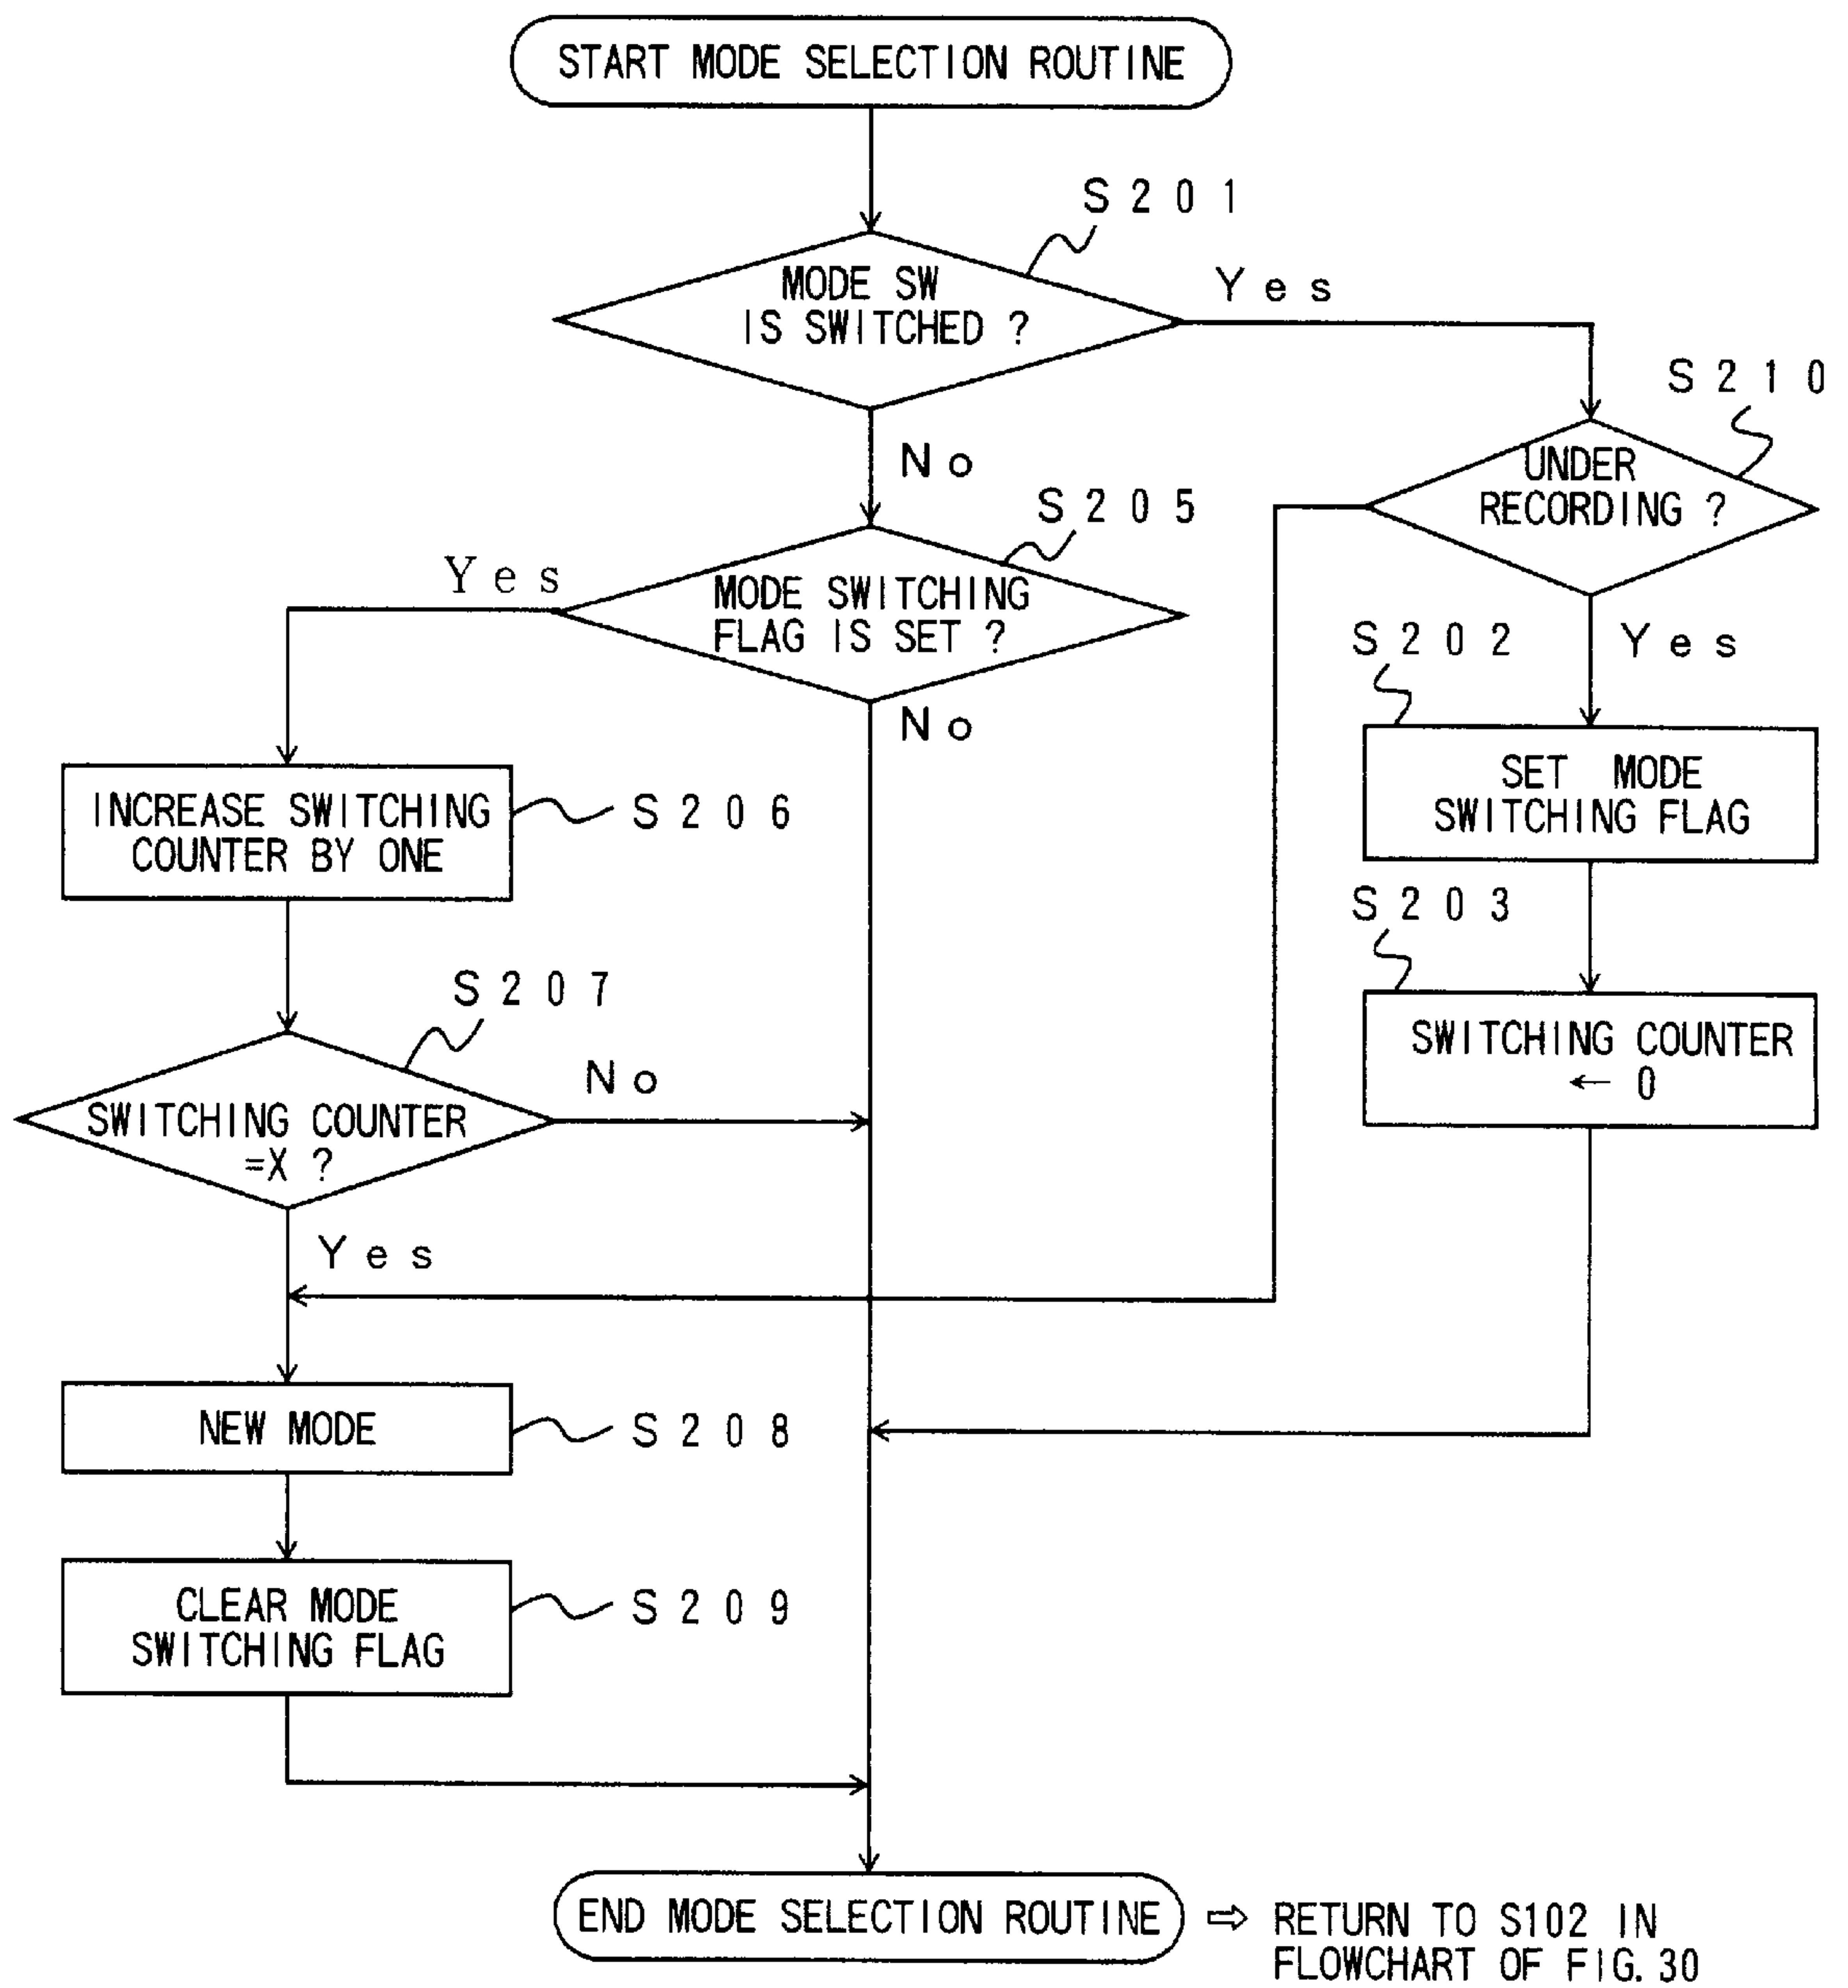 START MODE SELECTION ROUTINE
S201
MODE SW
IS SWITCHED ?
Yes
No
S210
UNDER
RECORDING ?
Yes
S205
MODE SWITCHING
FLAG IS SET ?
Yes
No
S202
SET MODE
SWITCHING FLAG
S206
INCREASE SWITCHING
COUNTER BY ONE
S203
SWITCHING COUNTER
← 0
S207
SWITCHING COUNTER
=X ?
No
Yes
NEW MODE
S208
CLEAR MODE
SWITCHING FLAG
S209
END MODE SELECTION ROUTINE
⇨ RETURN TO S102 IN
FLOWCHART OF FIG. 30